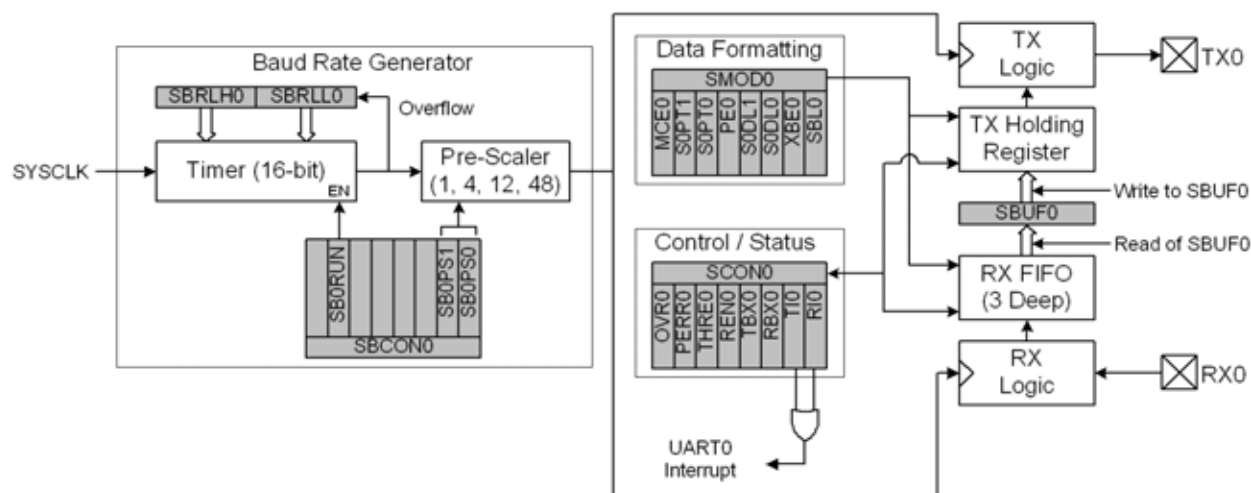 Baud Rate Generator
SBRLH0 SBRLL0
Overflow
SYSCLK
Timer (16-bit)
EN
Pre-Scaler
(1, 4, 12, 48)
SB0RUN
SB0PS1
SB0PS0
SBCON0
Data Formatting
SMOD0
MCE0
S0PT1
S0PT0
PE0
S0DL1
S0DL0
XBE0
SBL0
Control / Status
SCON0
OVR0
PERR0
THRE0
REN0
TBX0
RBX0
TI0
RI0
UART0
Interrupt
TX
Logic
TX0
TX Holding
Register
Write to SBUF0
SBUF0
Read of SBUF0
RX FIFO
(3 Deep)
RX
Logic
RX0